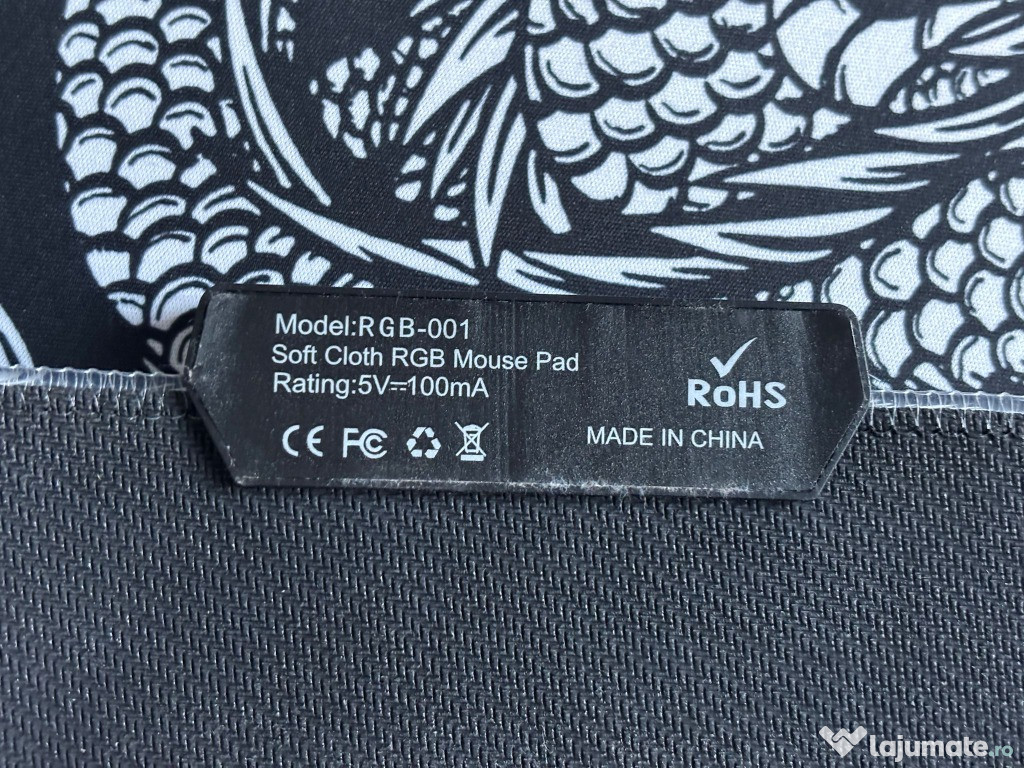 Model:RGB-001
Soft Cloth RGB Mouse Pad
Rating:5V⎓100mA
RoHS
CE FC
MADE IN CHINA
lajumate.ro